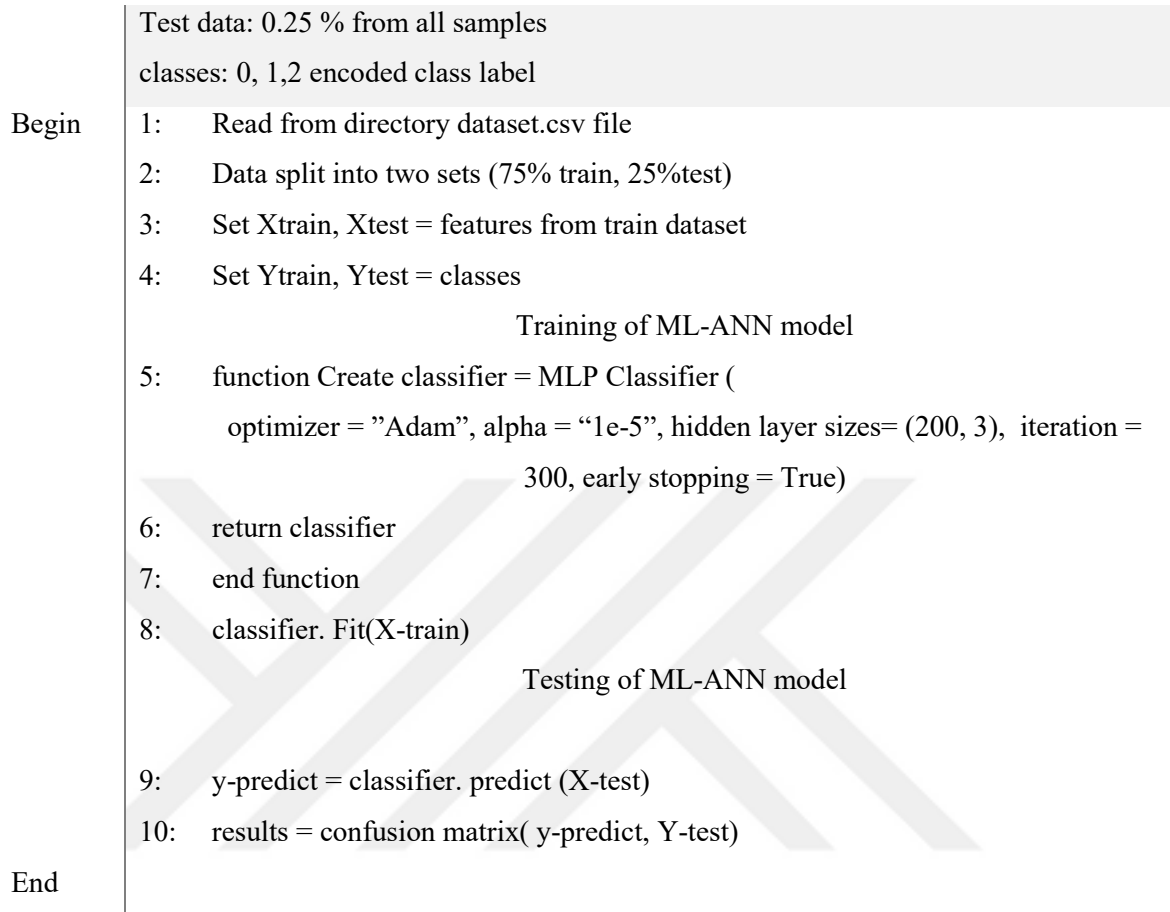 Test data: 0.25 % from all samples
classes: 0, 1,2 encoded class label
Begin 1: Read from directory dataset.csv file
2: Data split into two sets (75% train, 25%test)
3: Set Xtrain, Xtest = features from train dataset
4: Set Ytrain, Ytest = classes
Training of ML-ANN model
5: function Create classifier = MLP Classifier (
optimizer = ”Adam”, alpha = “1e-5”, hidden layer sizes= (200, 3), iteration =
300, early stopping = True)
6: return classifier
7: end function
8: classifier. Fit(X-train)
Testing of ML-ANN model
9: y-predict = classifier. predict (X-test)
10: results = confusion matrix( y-predict, Y-test)
End